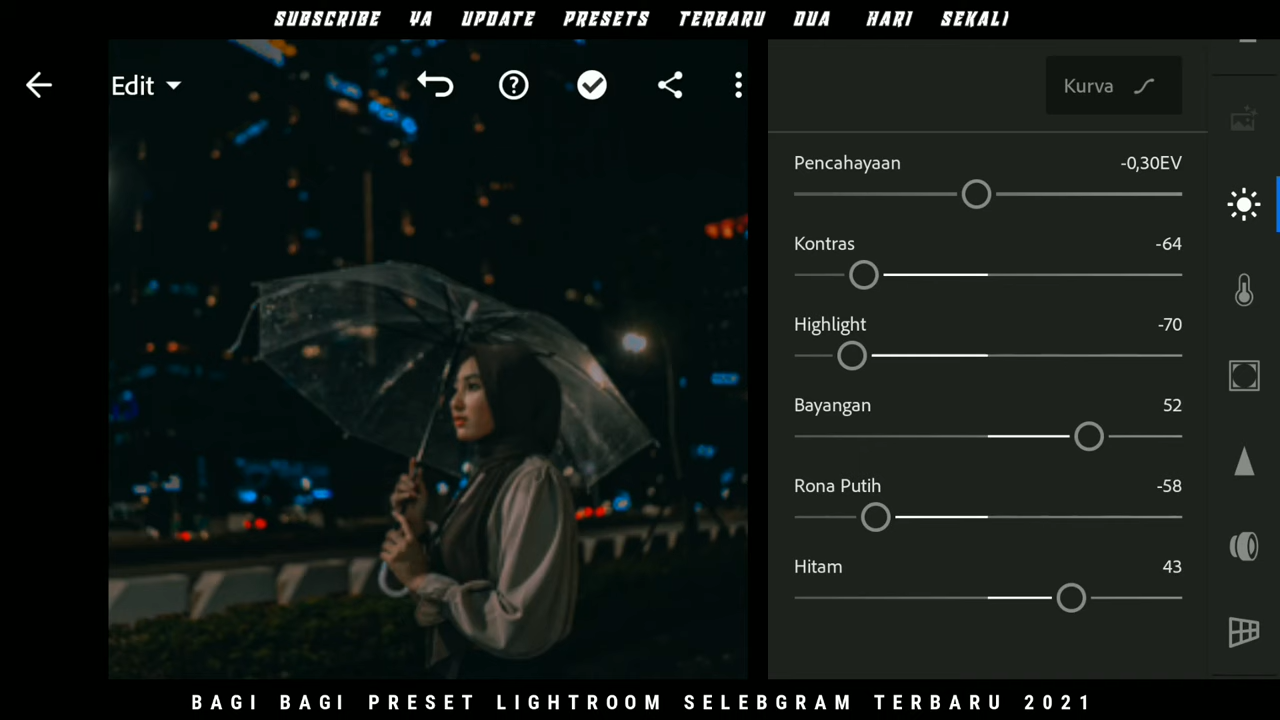 SUBSCRIBE YA UPDATE PRESETS TERBARU DUA HARI SEKALI
Edit
Kurva
Pencahayaan -0,30EV
Kontras -64
Highlight -70
Bayangan 52
Rona Putih -58
Hitam 43
BAGI BAGI PRESET LIGHTROOM SELEBGRAM TERBARU 2021